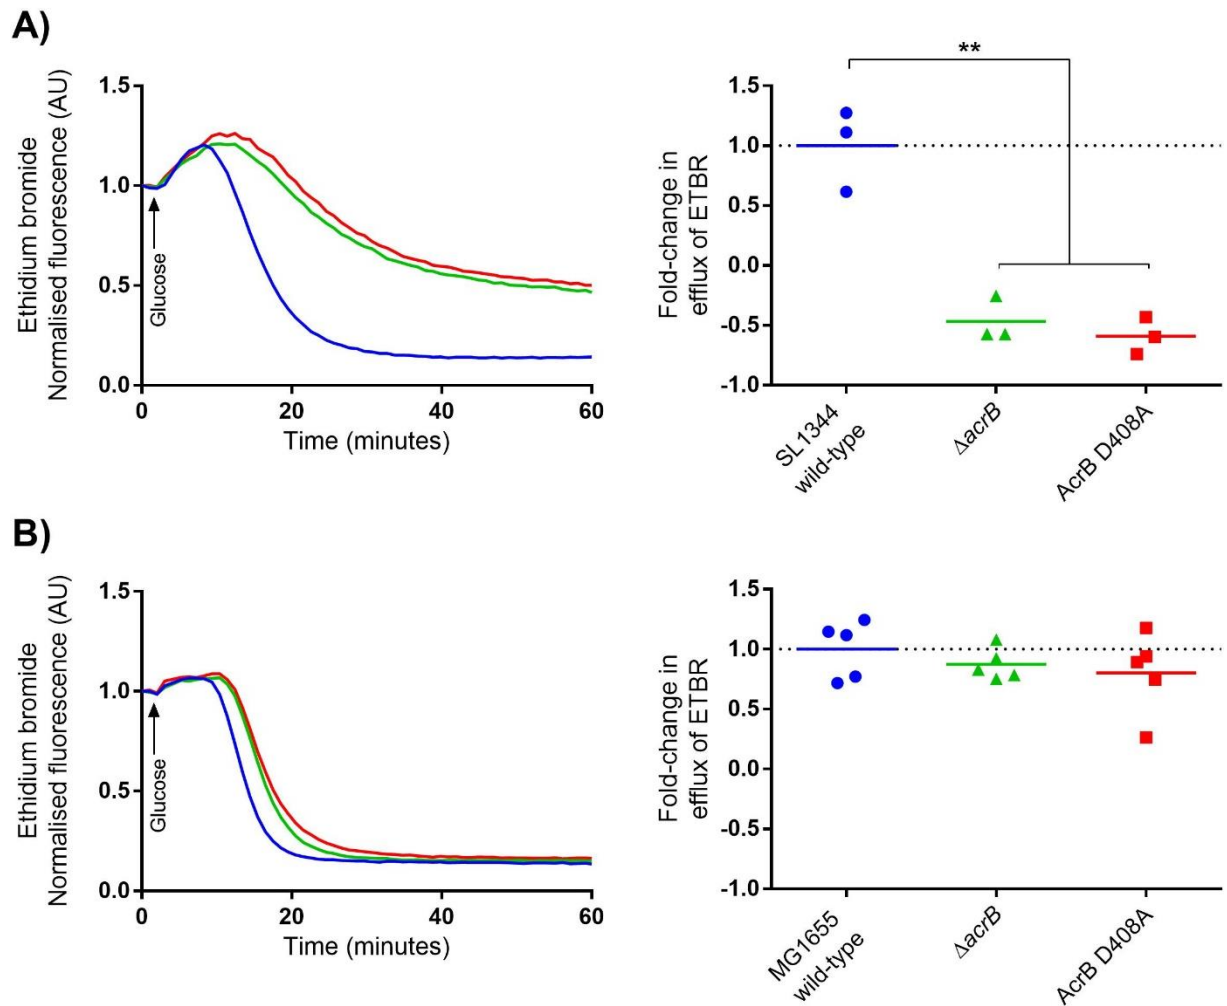 A)
Ethidium bromide
Normalised fluorescence (AU)
1.5
1.0
0.5
0.0
Glucose
0
20
40
60
Time (minutes)
**
Fold-change in
efflux of ETBR
1.5
1.0
0.5
0.0
-0.5
-1.0
SL1344
wild-type
ΔacrB
AcrB D408A
B)
Ethidium bromide
Normalised fluorescence (AU)
1.5
1.0
0.5
0.0
Glucose
0
20
40
60
Time (minutes)
Fold-change in
efflux of ETBR
1.5
1.0
0.5
0.0
-0.5
-1.0
MG1655
wild-type
ΔacrB
AcrB D408A